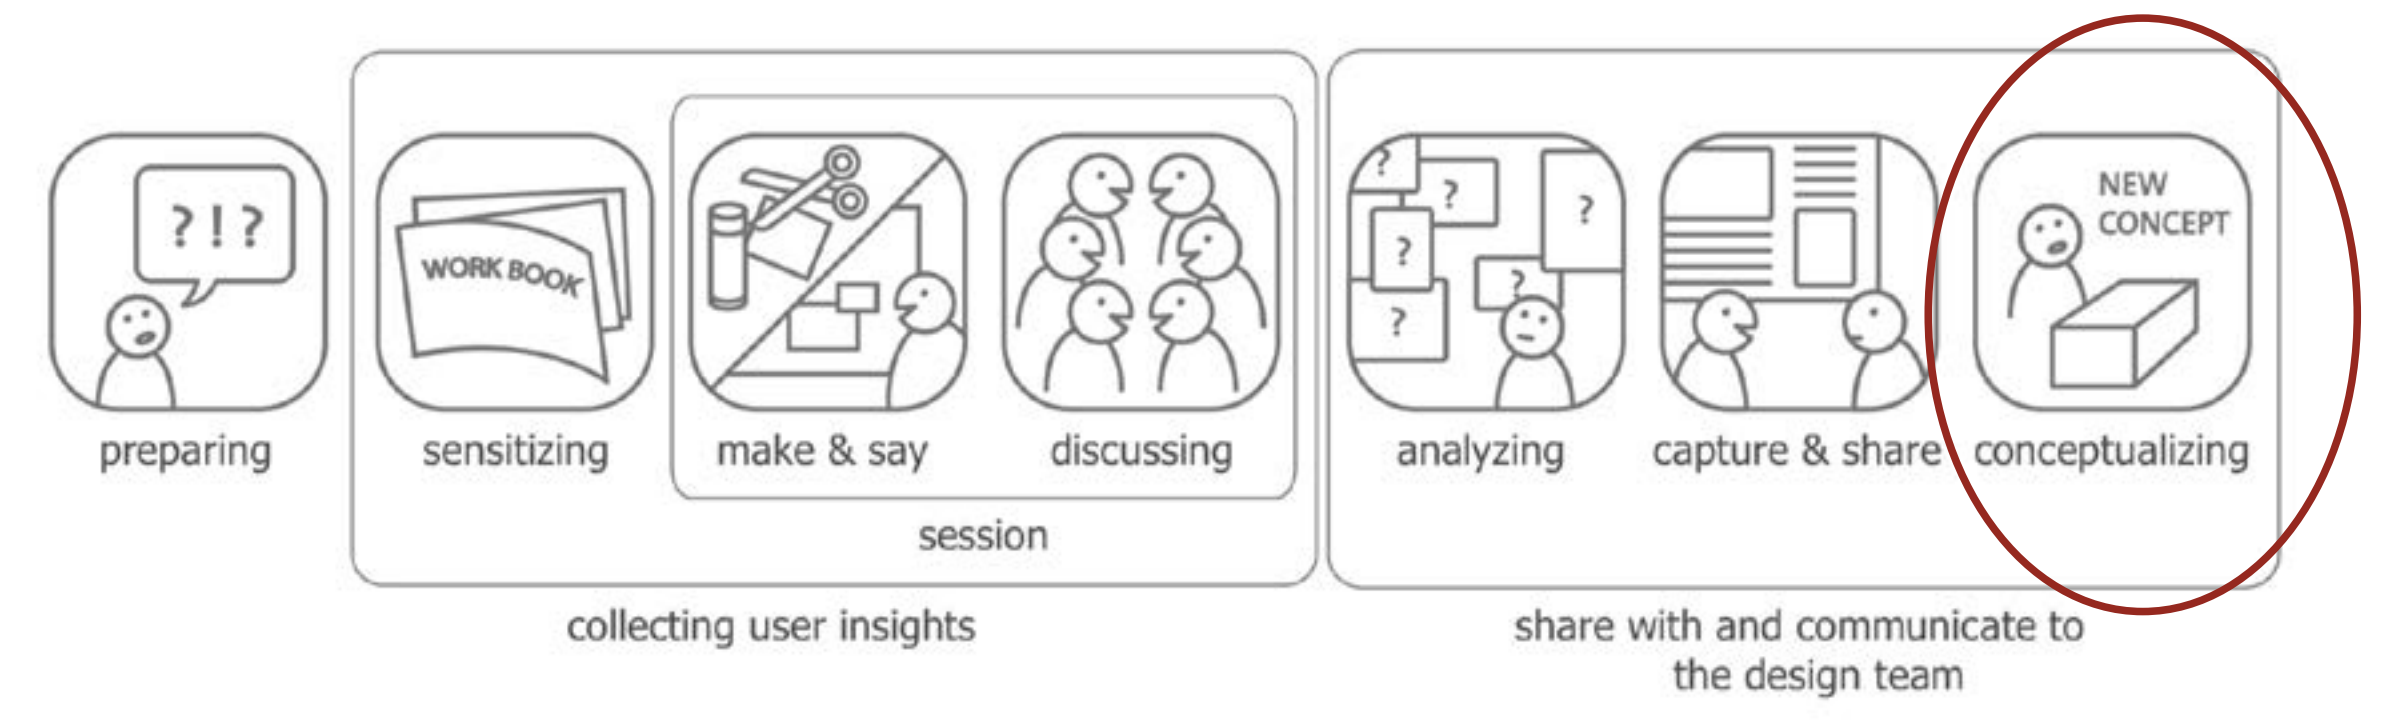 ? ! ?
preparing
WORK BOOK
sensitizing
make & say
discussing
session
collecting user insights
?
?
?
?
?
?
analyzing
capture & share
NEW
CONCEPT
conceptualizing
share with and communicate to
the design team